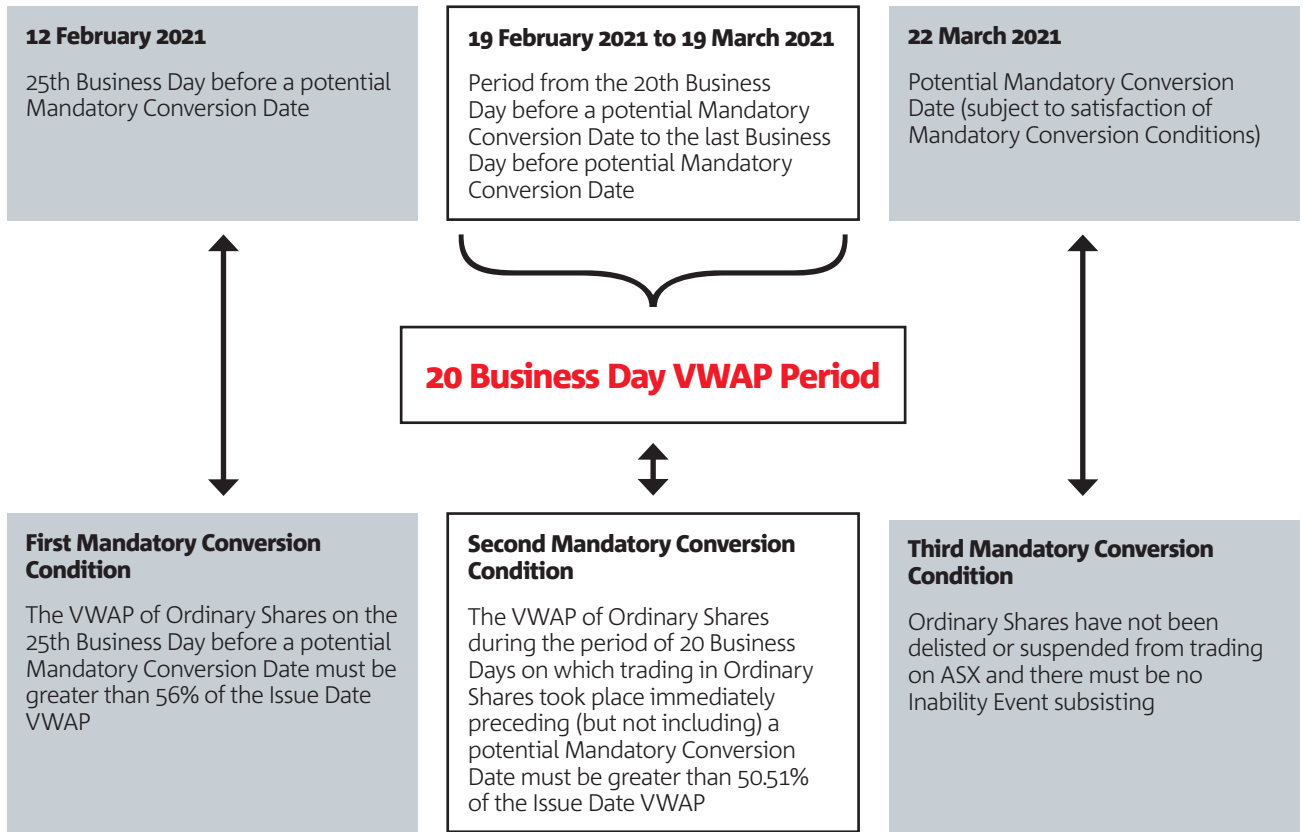 12 February 2021
25th Business Day before a potential
Mandatory Conversion Date
19 February 2021 to 19 March 2021
Period from the 20th Business
Day before a potential Mandatory
Conversion Date to the last Business
Day before potential Mandatory
Conversion Date
22 March 2021
Potential Mandatory Conversion
Date (subject to satisfaction of
Mandatory Conversion Conditions)
20 Business Day VWAP Period
First Mandatory Conversion
Condition
The VWAP of Ordinary Shares on the
25th Business Day before a potential
Mandatory Conversion Date must be
greater than 56% of the Issue Date
VWAP
Second Mandatory Conversion
Condition
The VWAP of Ordinary Shares
during the period of 20 Business
Days on which trading in Ordinary
Shares took place immediately
preceding (but not including) a
potential Mandatory Conversion
Date must be greater than 50.51%
of the Issue Date VWAP
Third Mandatory Conversion
Condition
Ordinary Shares have not been
delisted or suspended from trading
on ASX and there must be no
Inability Event subsisting